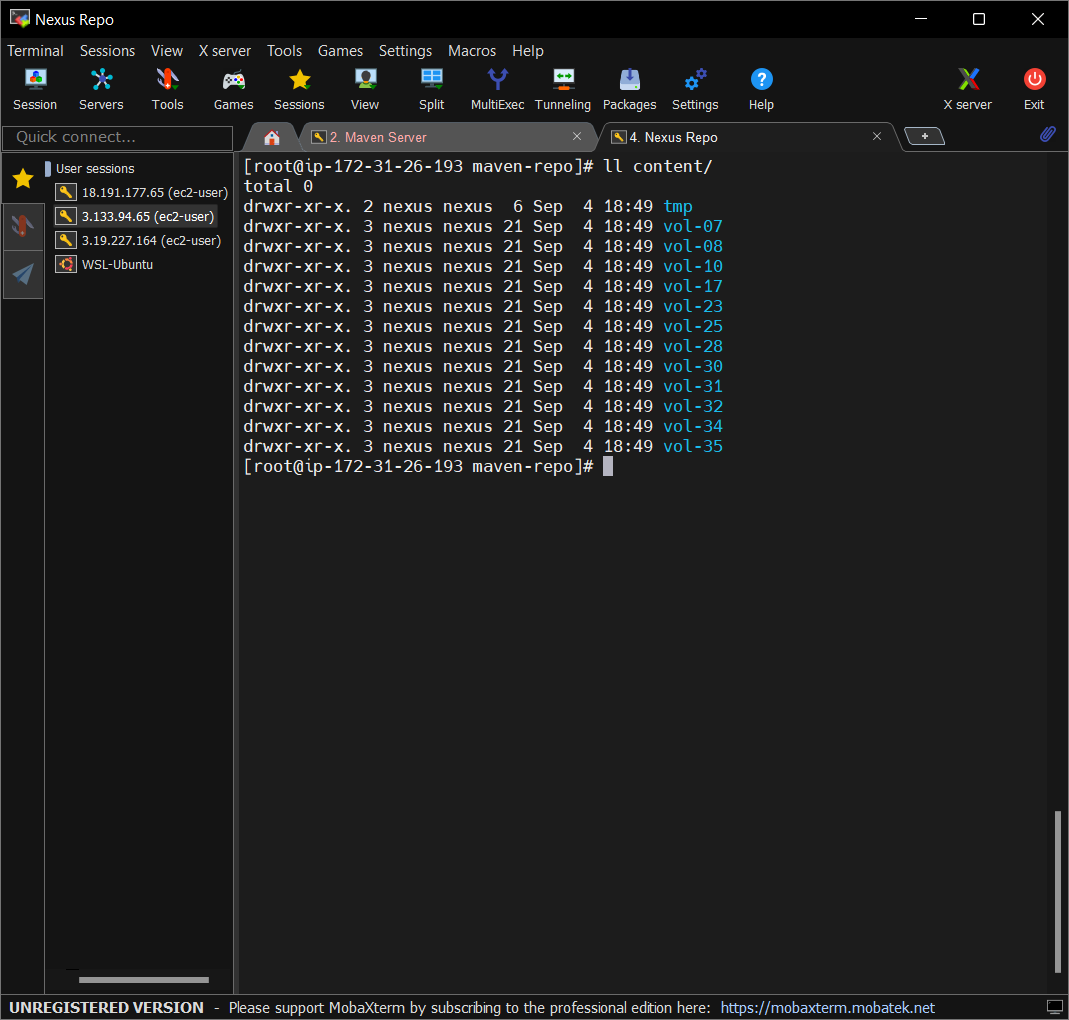 Nexus Repo
Terminal Sessions View X server Tools Games Settings Macros Help
Session Servers Tools Games Sessions View Split MultiExec Tunneling Packages Settings Help X server Exit
Quick connect... 2. Maven Server 4. Nexus Repo
User sessions
18.191.177.65 (ec2-user)
3.133.94.65 (ec2-user)
3.19.227.164 (ec2-user)
WSL-Ubuntu
[root@ip-172-31-26-193 maven-repo]# ll content/
total 0
drwxr-xr-x. 2 nexus nexus  6 Sep  4 18:49 tmp
drwxr-xr-x. 3 nexus nexus 21 Sep  4 18:49 vol-07
drwxr-xr-x. 3 nexus nexus 21 Sep  4 18:49 vol-08
drwxr-xr-x. 3 nexus nexus 21 Sep  4 18:49 vol-10
drwxr-xr-x. 3 nexus nexus 21 Sep  4 18:49 vol-17
drwxr-xr-x. 3 nexus nexus 21 Sep  4 18:49 vol-23
drwxr-xr-x. 3 nexus nexus 21 Sep  4 18:49 vol-25
drwxr-xr-x. 3 nexus nexus 21 Sep  4 18:49 vol-28
drwxr-xr-x. 3 nexus nexus 21 Sep  4 18:49 vol-30
drwxr-xr-x. 3 nexus nexus 21 Sep  4 18:49 vol-31
drwxr-xr-x. 3 nexus nexus 21 Sep  4 18:49 vol-32
drwxr-xr-x. 3 nexus nexus 21 Sep  4 18:49 vol-34
drwxr-xr-x. 3 nexus nexus 21 Sep  4 18:49 vol-35
[root@ip-172-31-26-193 maven-repo]#
UNREGISTERED VERSION - Please support MobaXterm by subscribing to the professional edition here: https://mobaxterm.mobatek.net